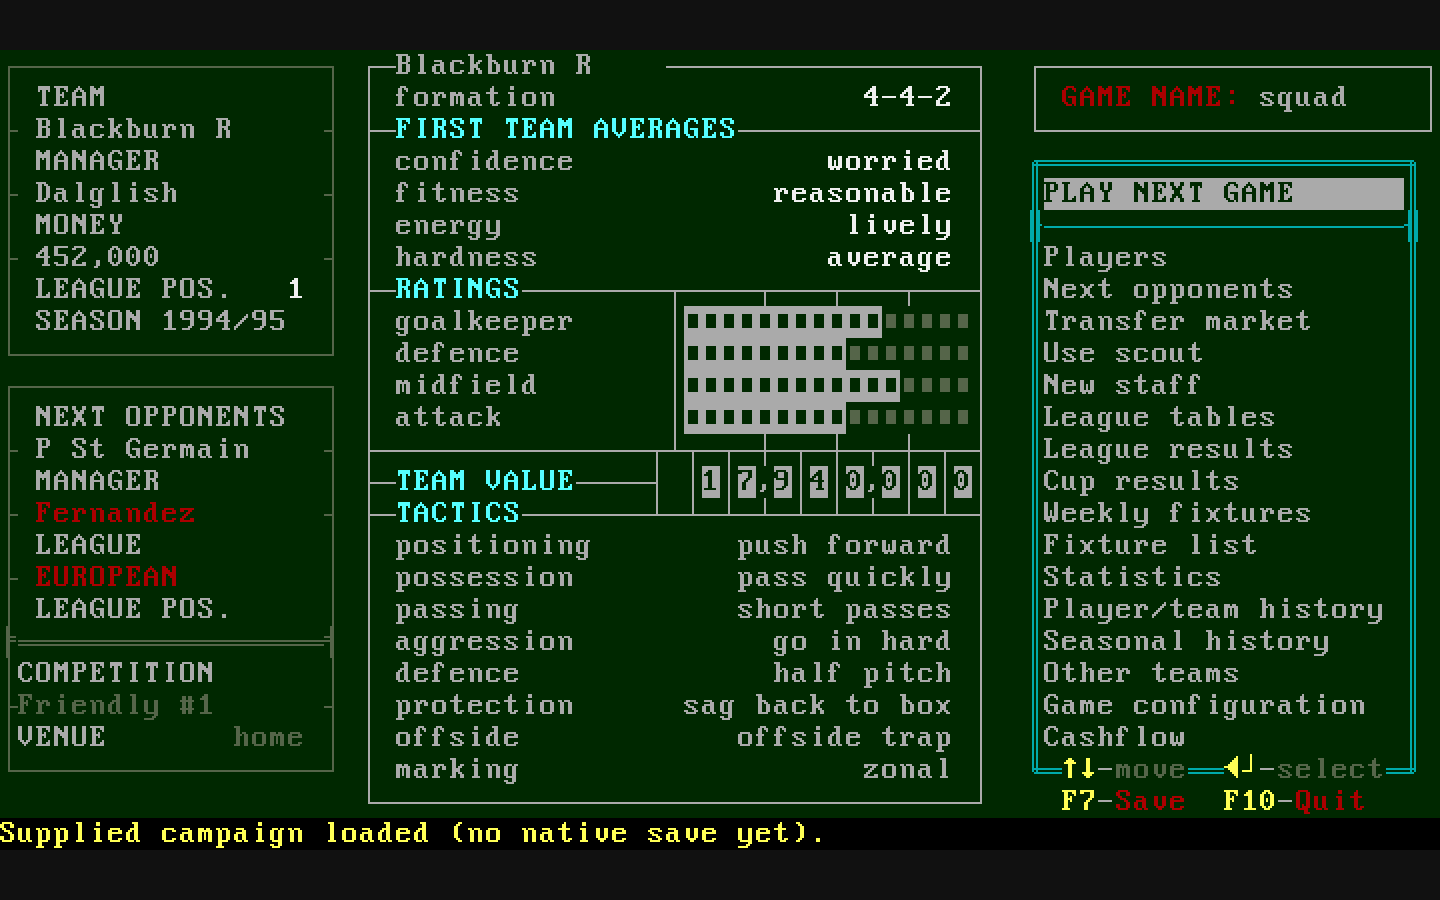 TEAM
Blackburn R
MANAGER
Dalglish
MONEY
452,000
LEAGUE POS. 1
SEASON 1994/95
NEXT OPPONENTS
P St Germain
MANAGER
Fernandez
LEAGUE
EUROPEAN
LEAGUE POS.
COMPETITION
Friendly #1
VENUE home
Blackburn R
formation 4-4-2
FIRST TEAM AVERAGES
confidence worried
fitness reasonable
energy lively
hardness average
RATINGS
goalkeeper
defence
midfield
attack
TEAM VALUE 17,940,000
TACTICS
positioning push forward
possession pass quickly
passing short passes
aggression go in hard
defence half pitch
protection sag back to box
offside offside trap
marking zonal
GAME NAME: squad
PLAY NEXT GAME
Players
Next opponents
Transfer market
Use scout
New staff
League tables
League results
Cup results
Weekly fixtures
Fixture list
Statistics
Player/team history
Seasonal history
Other teams
Game configuration
Cashflow
↑↓-move ◄┘-select
F7-Save F10-Quit
Supplied campaign loaded (no native save yet).